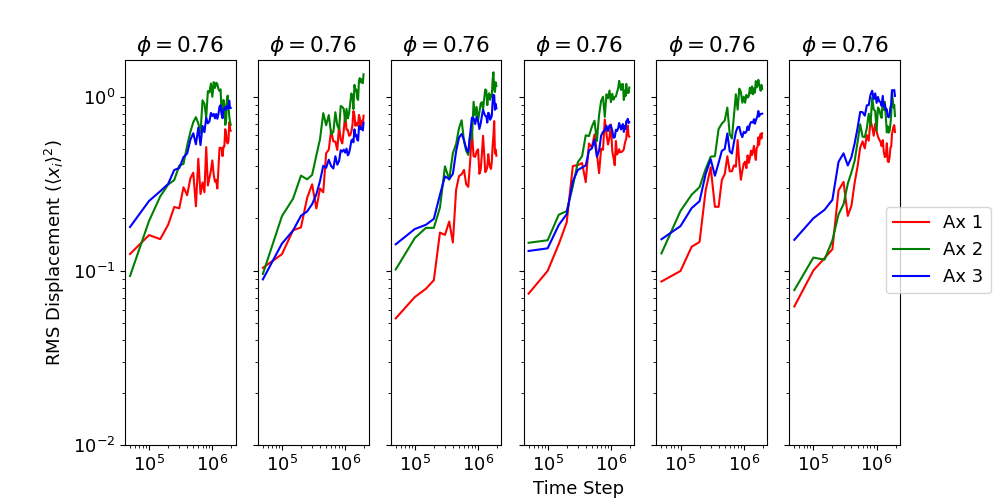 ϕ = 0.76 ϕ = 0.76 ϕ = 0.76 ϕ = 0.76 ϕ = 0.76 ϕ = 0.76
RMS Displacement (⟨x_i⟩²)
10⁰
10⁻¹
10⁻²
10⁵ 10⁶ 10⁵ 10⁶ 10⁵ 10⁶ 10⁵ 10⁶ 10⁵ 10⁶ 10⁵ 10⁶
Time Step
Ax 1
Ax 2
Ax 3